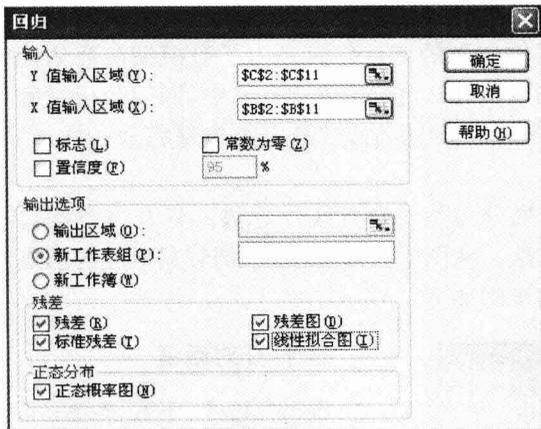 回归
输入
Y 值输入区域(Y): $C$2:$C$11
X 值输入区域(X): $B$2:$B$11
标志(L) 常数为零(Z)
置信度(F) 95 %
输出选项
输出区域(O):
新工作表组(P):
新工作簿(W)
残差
残差(R) 残差图(D)
标准残差(T) 线性拟合图(I)
正态分布
正态概率图(N)
确定
取消
帮助(H)